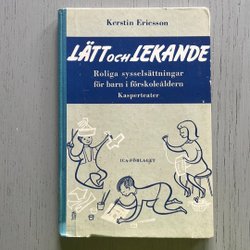 Kerstin Ericsson
LÄTT OCH LEKANDE
Roliga sysselsättningar
för barn i förskoleåldern
Kasperteater
ICA-FÖRLAGET